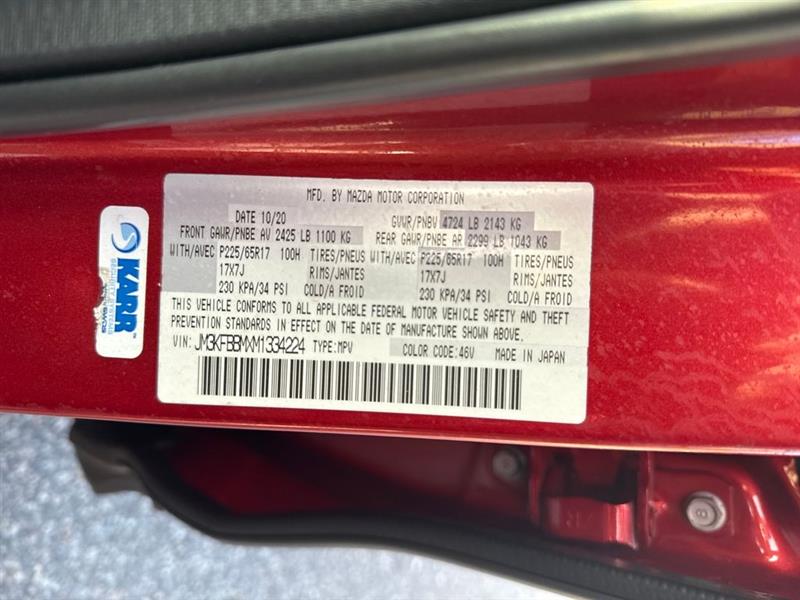 MFD. BY MAZDA MOTOR CORPORATION
DATE 10/20 GVWR/PNBV 4724 LB 2143 KG
FRONT GAWR/PNBE AV 2425 LB 1100 KG REAR GAWR/PNBE AR 2299 LB 1043 KG
WITH/AVEC P225/65R17 100H TIRES/PNEUS WITH/AVEC P225/65R17 100H TIRES/PNEUS
17X7J RIMS/JANTES 17X7J RIMS/JANTES
230 KPA/34 PSI COLD/A FROID 230 KPA/34 PSI COLD/A FROID
THIS VEHICLE CONFORMS TO ALL APPLICABLE FEDERAL MOTOR VEHICLE SAFETY AND THEFT
PREVENTION STANDARDS IN EFFECT ON THE DATE OF MANUFACTURE SHOWN ABOVE.
VIN: JM3KFBBMXM1334224 TYPE:MPV COLOR CODE:46V MADE IN JAPAN
S KARR
SECURITY SYSTEMS
8